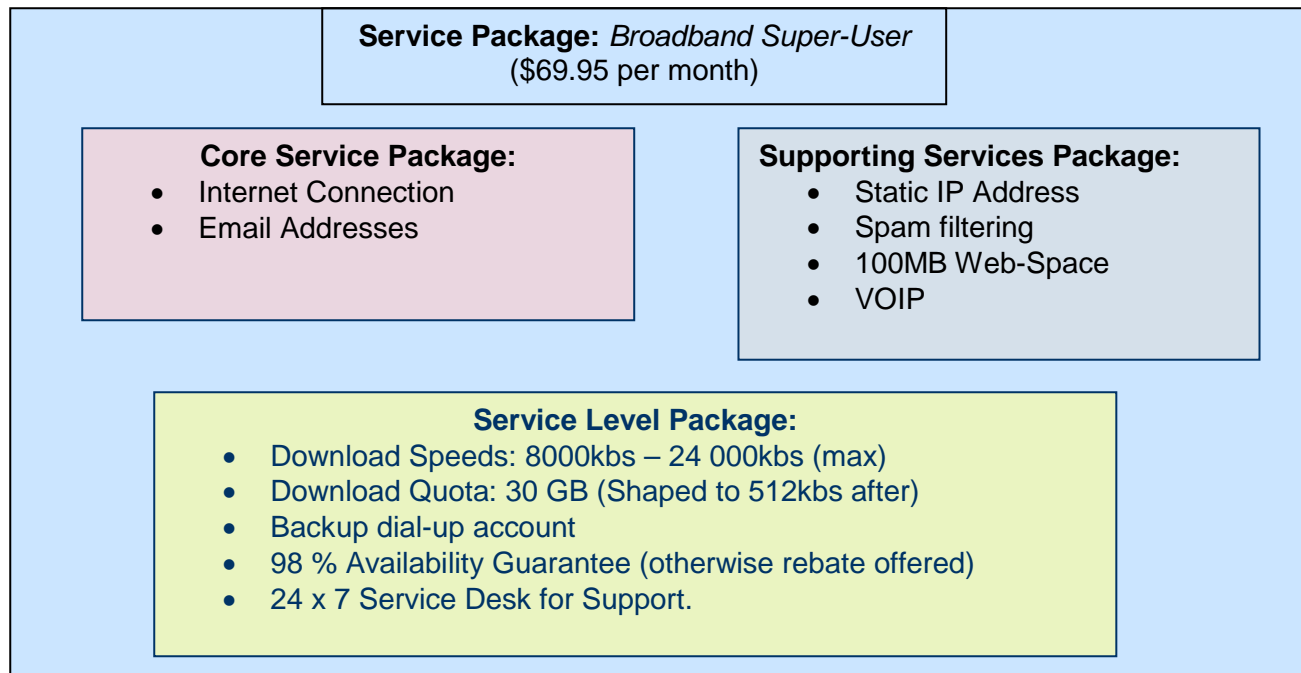 Service Package: Broadband Super-User
($69.95 per month)
Core Service Package:
• Internet Connection
• Email Addresses
Supporting Services Package:
• Static IP Address
• Spam filtering
• 100MB Web-Space
• VOIP
Service Level Package:
• Download Speeds: 8000kbs – 24 000kbs (max)
• Download Quota: 30 GB (Shaped to 512kbs after)
• Backup dial-up account
• 98 % Availability Guarantee (otherwise rebate offered)
• 24 x 7 Service Desk for Support.